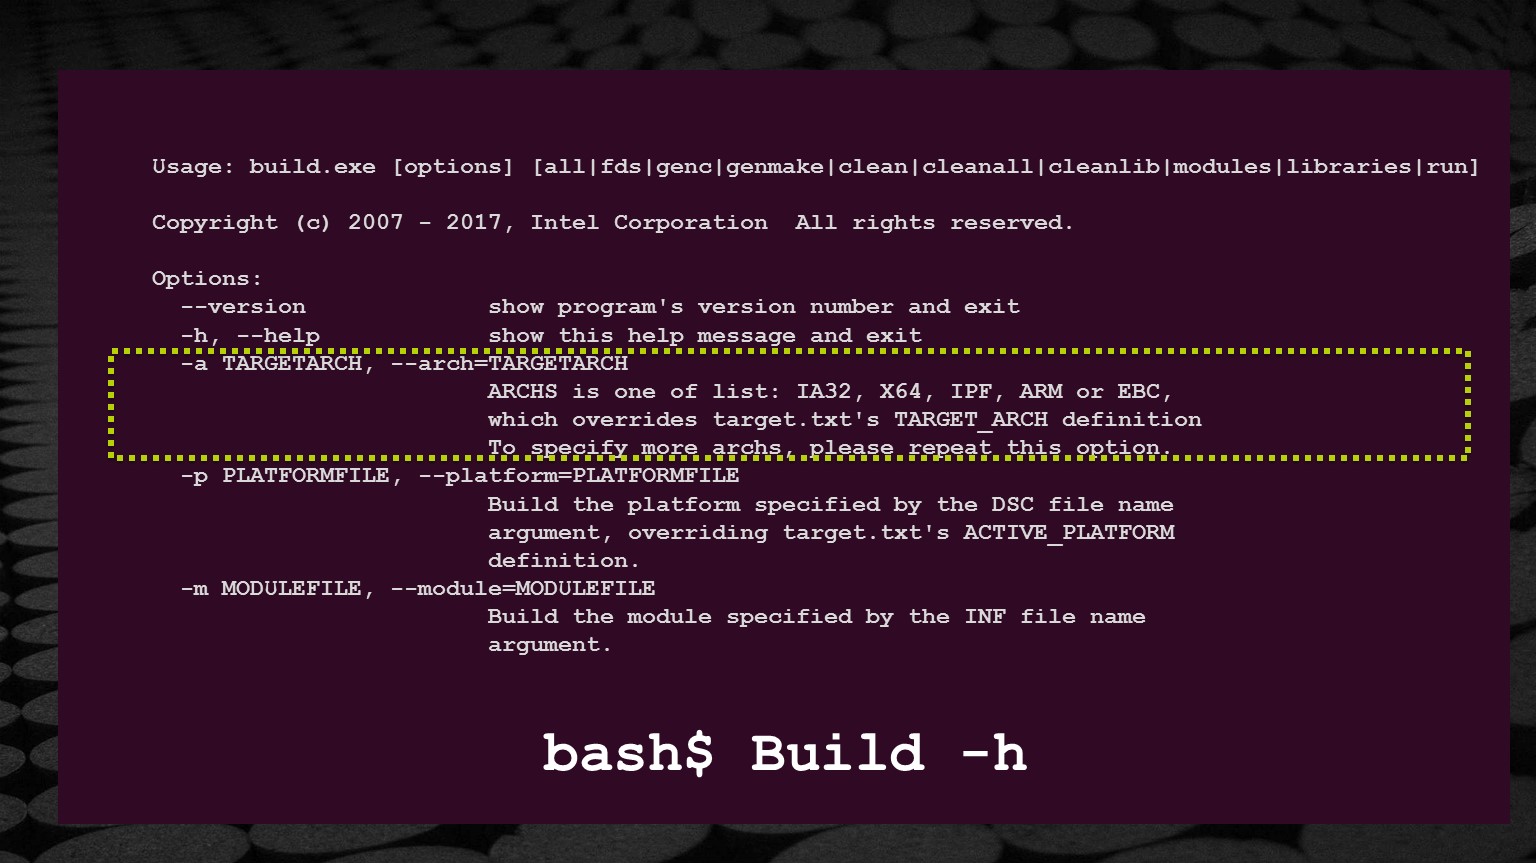 Usage: build.exe [options] [all|fds|genc|genmake|clean|cleanall|cleanlib|modules|libraries|run]
Copyright (c) 2007 - 2017, Intel Corporation  All rights reserved.
Options:
  --version             show program's version number and exit
  -h, --help            show this help message and exit
  -a TARGETARCH, --arch=TARGETARCH
                        ARCHS is one of list: IA32, X64, IPF, ARM or EBC,
                        which overrides target.txt's TARGET_ARCH definition
                        To specify more archs, please repeat this option.
  -p PLATFORMFILE, --platform=PLATFORMFILE
                        Build the platform specified by the DSC file name
                        argument, overriding target.txt's ACTIVE_PLATFORM
                        definition.
  -m MODULEFILE, --module=MODULEFILE
                        Build the module specified by the INF file name
                        argument.
bash$ Build -h